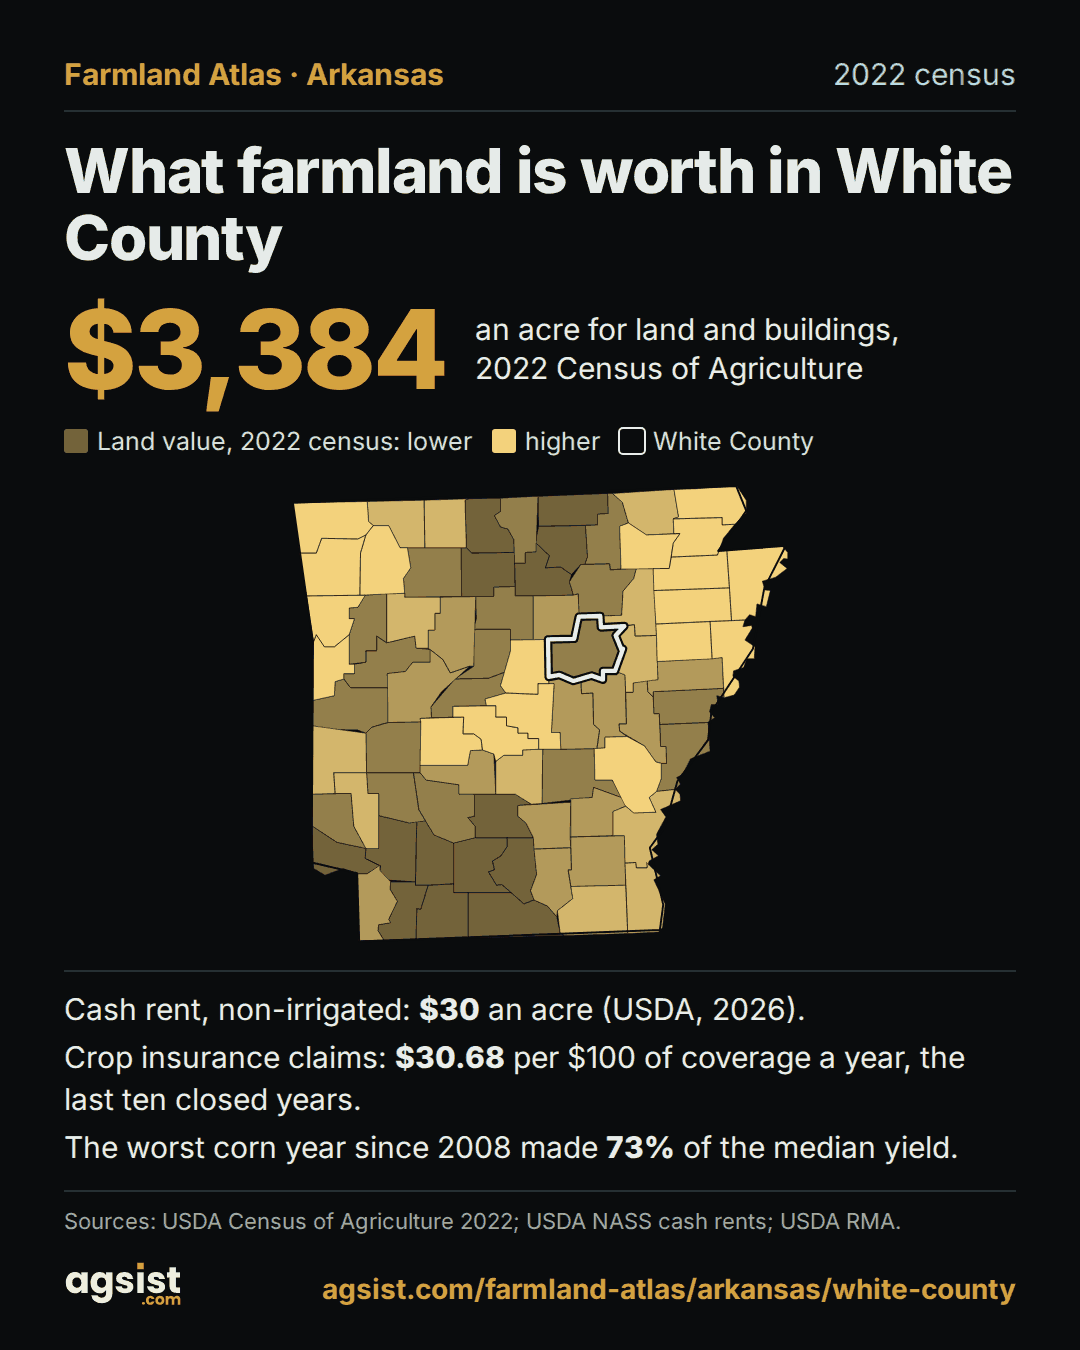 Farmland Atlas · Arkansas
2022 census
What farmland is worth in White
County
$3,384
an acre for land and buildings,
2022 Census of Agriculture
Land value, 2022 census: lower
higher
White County
Cash rent, non-irrigated: $30 an acre (USDA, 2026).
Crop insurance claims: $30.68 per $100 of coverage a year, the
last ten closed years.
The worst corn year since 2008 made 73% of the median yield.
Sources: USDA Census of Agriculture 2022; USDA NASS cash rents; USDA RMA.
agsist
.com
agsist.com/farmland-atlas/arkansas/white-county